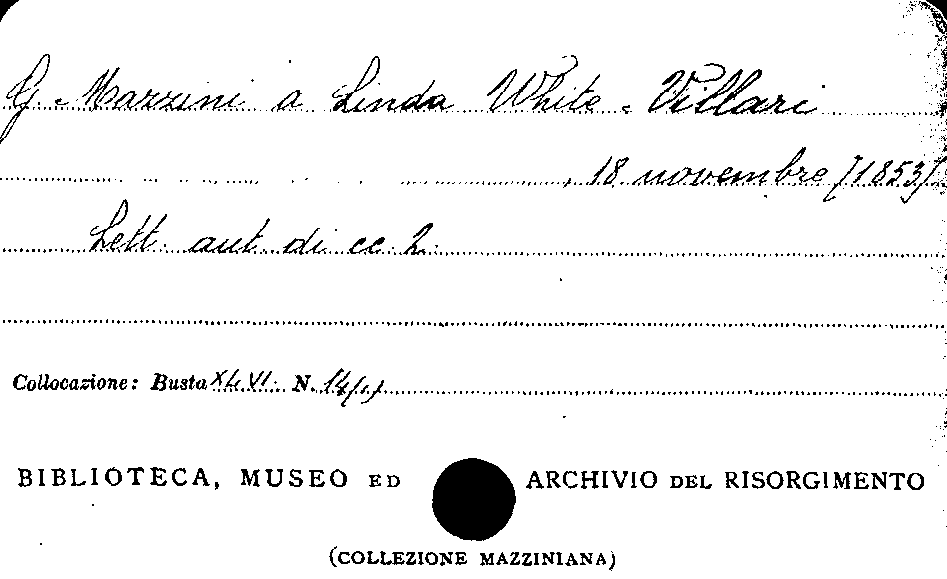 G. Mazzini a Linda White-Villari
18 novembre [1853]
Lett. aut. di cc. 2.
Collocazione: Busta XLVI. N. 14/
BIBLIOTECA, MUSEO ED ARCHIVIO DEL RISORGIMENTO
(COLLEZIONE MAZZINIANA)